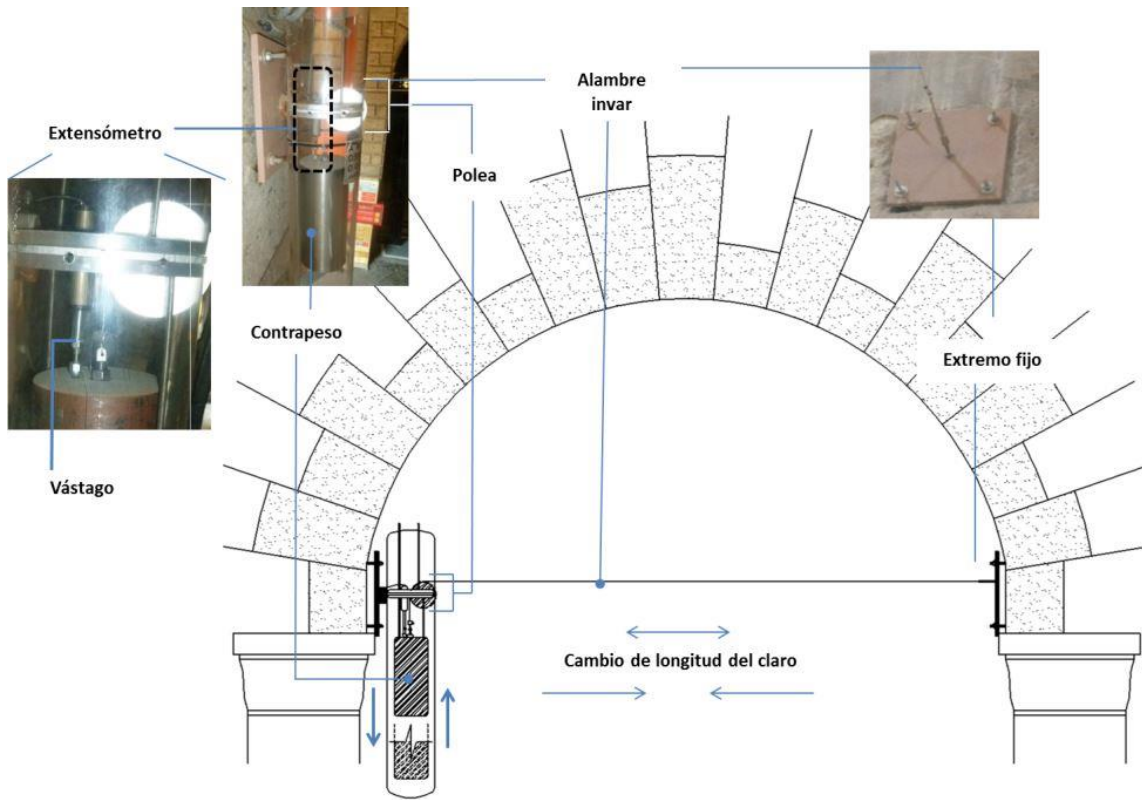 Alambre
invar
Extensómetro
Polea
Contrapeso
Extremo fijo
Vástago
Cambio de longitud del claro